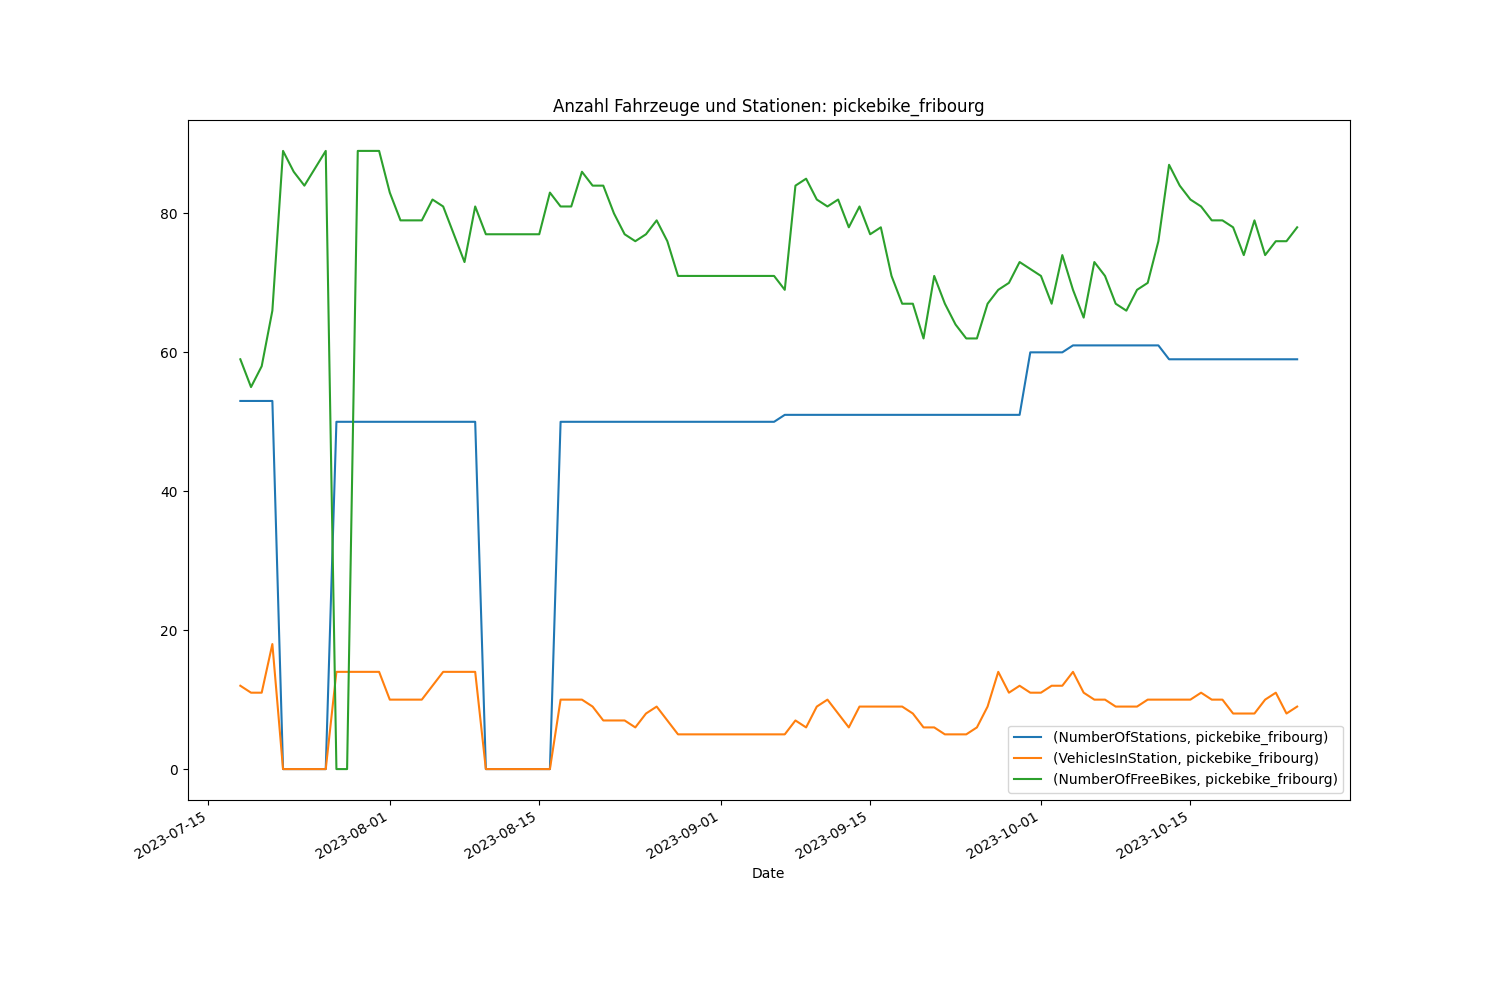 Anzahl Fahrzeuge und Stationen: pickebike_fribourg
80
60
40
20
0
(NumberOfStations, pickebike_fribourg)
(VehiclesInStation, pickebike_fribourg)
(NumberOfFreeBikes, pickebike_fribourg)
2023-07-15
2023-08-01
2023-08-15
2023-09-01
2023-09-15
2023-10-01
2023-10-15
Date